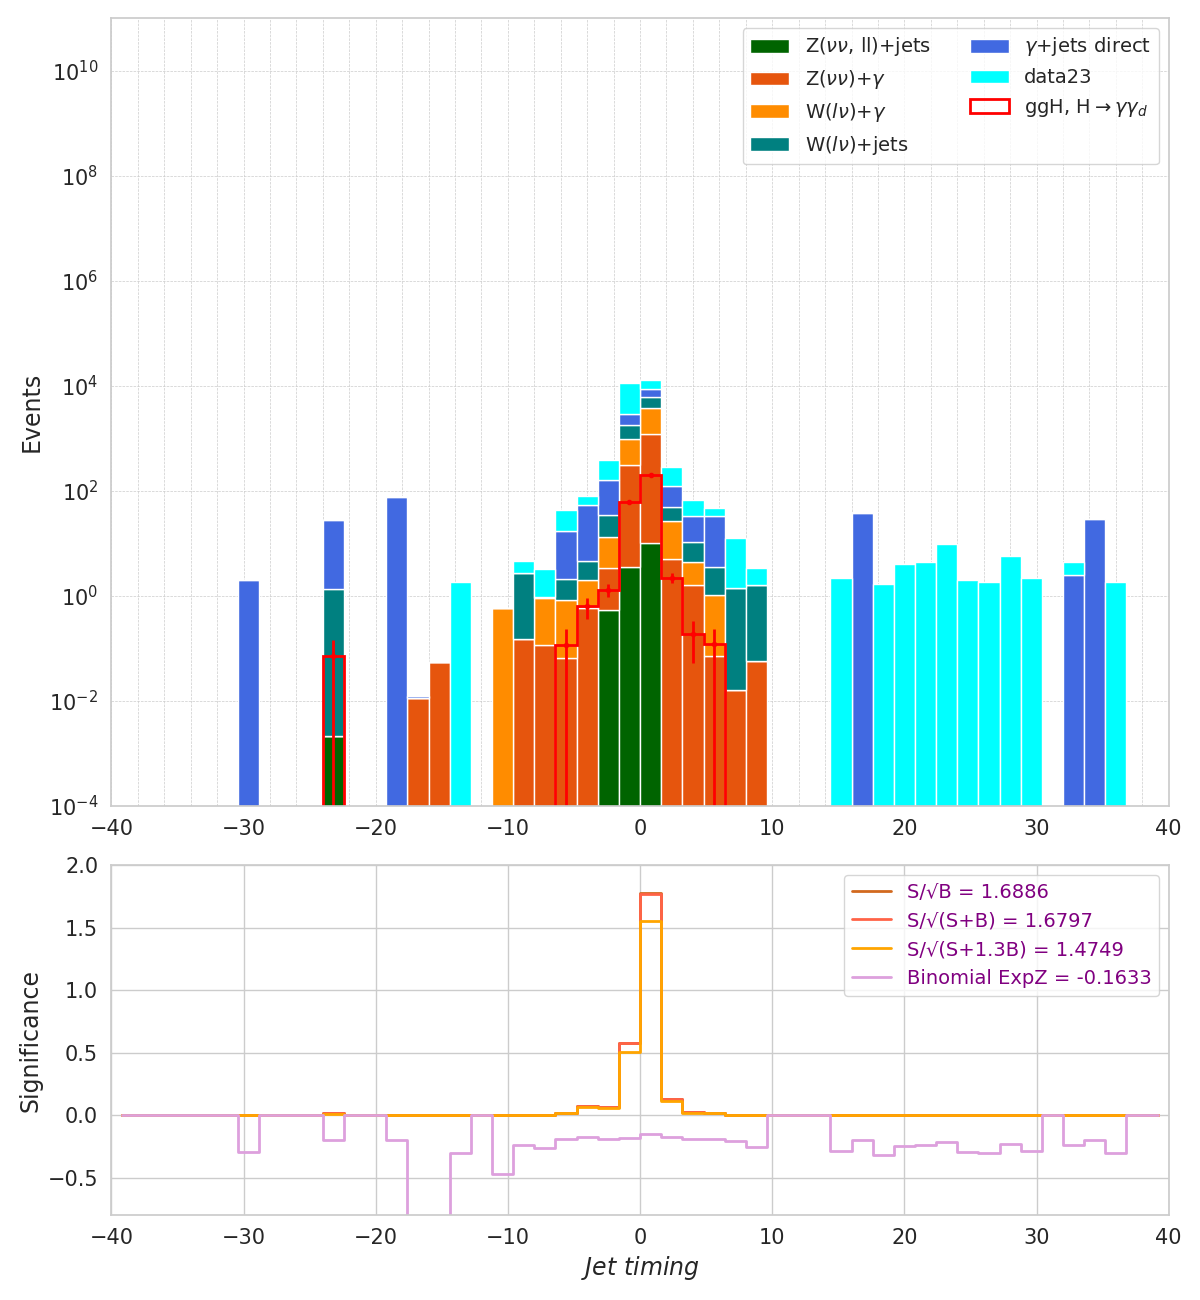 Z(νν, ll)+jets
Z(νν)+γ
W(lν)+γ
W(lν)+jets
γ+jets direct
data23
ggH, H→γγ_d
10^10
10^8
10^6
10^4
10^2
10^0
10^−2
10^−4
Events
−40 −30 −20 −10 0 10 20 30 40
S/√B = 1.6886
S/√(S+B) = 1.6797
S/√(S+1.3B) = 1.4749
Binomial ExpZ = -0.1633
2.0
1.5
1.0
0.5
0.0
−0.5
Significance
−40 −30 −20 −10 0 10 20 30 40
Jet timing